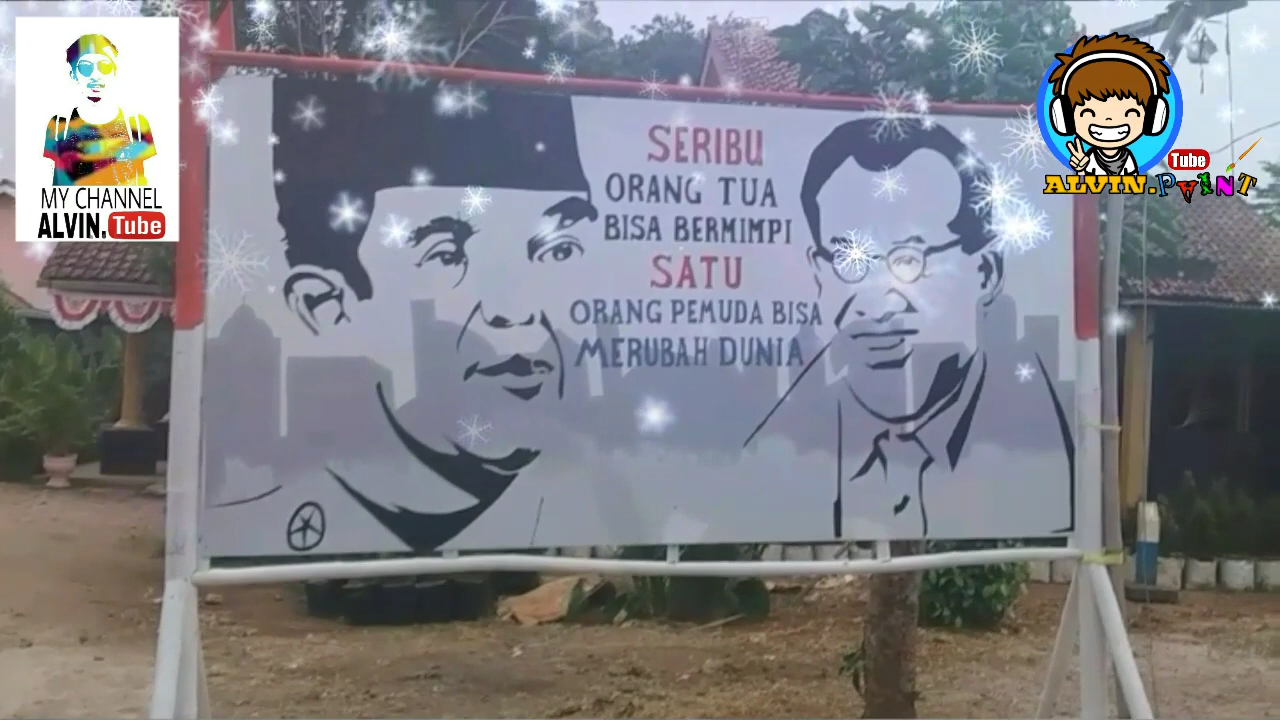 MY CHANNEL
ALVIN.Tube
SERIBU
ORANG TUA
BISA BERMIMPI
SATU
ORANG PEMUDA BISA
MERUBAH DUNIA
Tube
ALVIN.PAINT